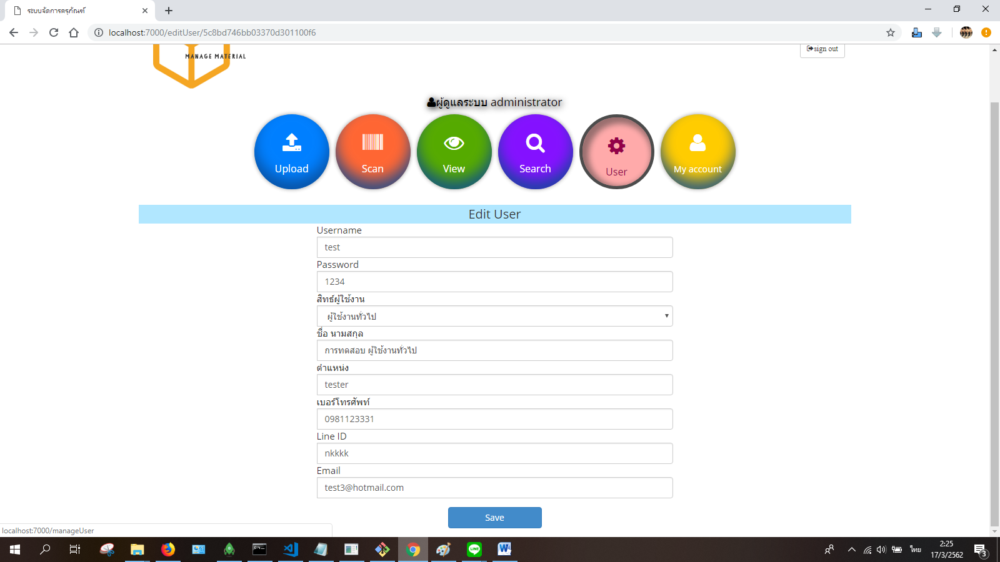 ระบบจัดการครุภัณฑ์
localhost:7000/editUser/5c8bd746bb03370d301100f6
MANAGE MATERIAL
sign out
ผู้ดูแลระบบ administrator
Upload
Scan
View
Search
User
My account
Edit User
Username
test
Password
1234
สิทธ์ผู้ใช้งาน
ผู้ใช้งานทั่วไป
ชื่อ นามสกุล
การทดสอบ ผู้ใช้งานทั่วไป
ตำแหน่ง
tester
เบอร์โทรศัพท์
0981123331
Line ID
nkkkk
Email
test3@hotmail.com
Save
localhost:7000/manageUser
LINE
ไทย
2:25
17/3/2562
3